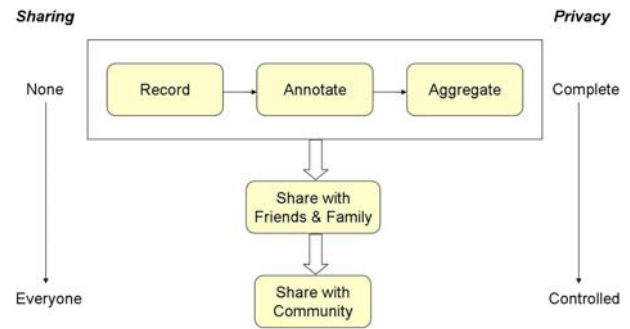 Sharing
Privacy
None
Record
Annotate
Aggregate
Complete
Share with
Friends & Family
Share with
Community
Everyone
Controlled